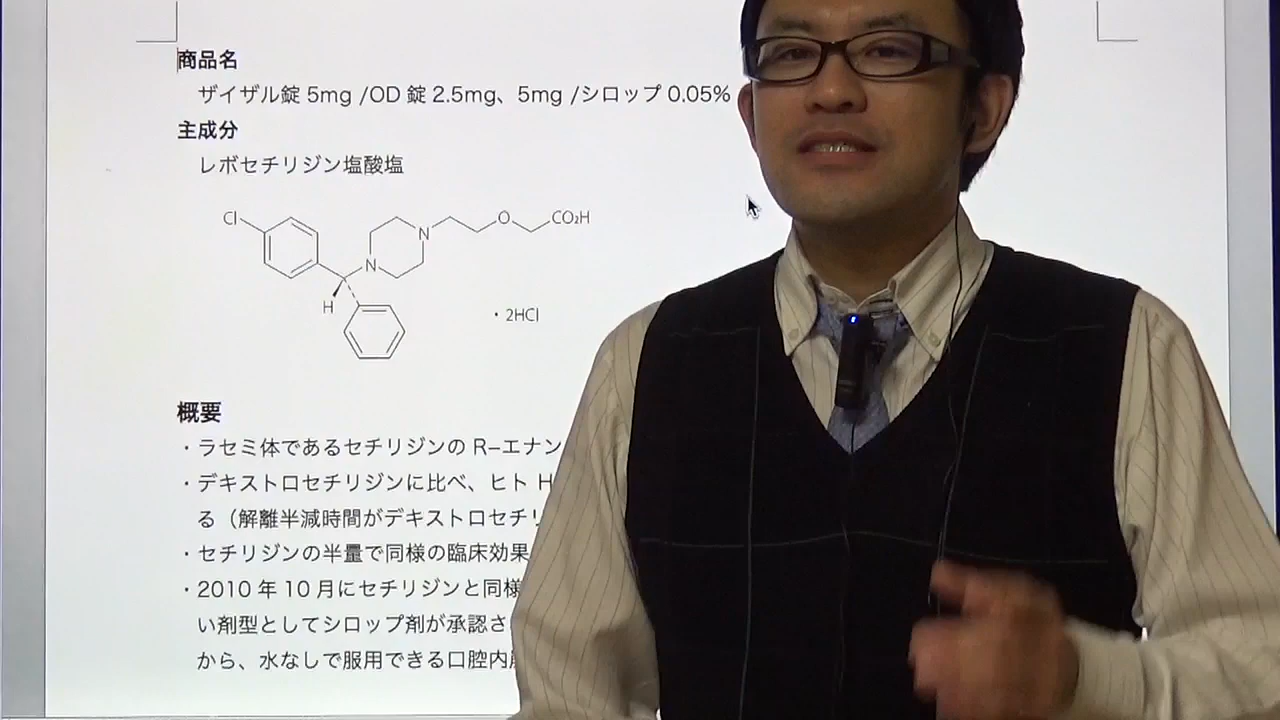 商品名
ザイザル錠 5mg /OD 錠 2.5mg、5mg /シロップ 0.05%
主成分
レボセチリジン塩酸塩
Cl
O
CO₂H
N
N
H
・2HCl
概要
・ラセミ体であるセチリジンの R−エナン
・デキストロセチリジンに比べ、ヒト H
る（解離半減時間がデキストロセチリ
・セチリジンの半量で同様の臨床効果
・2010 年 10 月にセチリジンと同様
い剤型としてシロップ剤が承認さ
から、水なしで服用できる口腔内